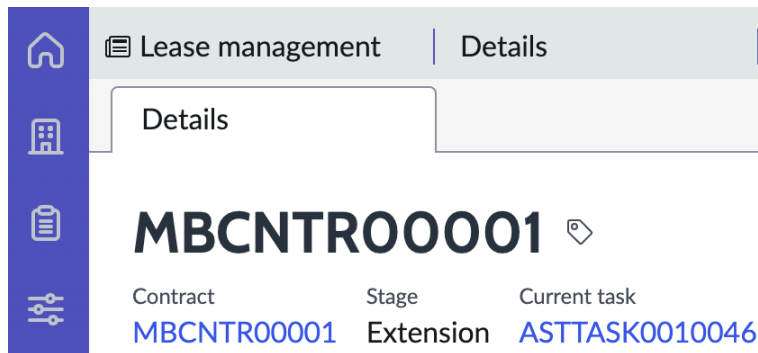 Lease management Details
Details
MBCNTR00001
Contract Stage Current task
MBCNTR00001 Extension ASTTASK0010046